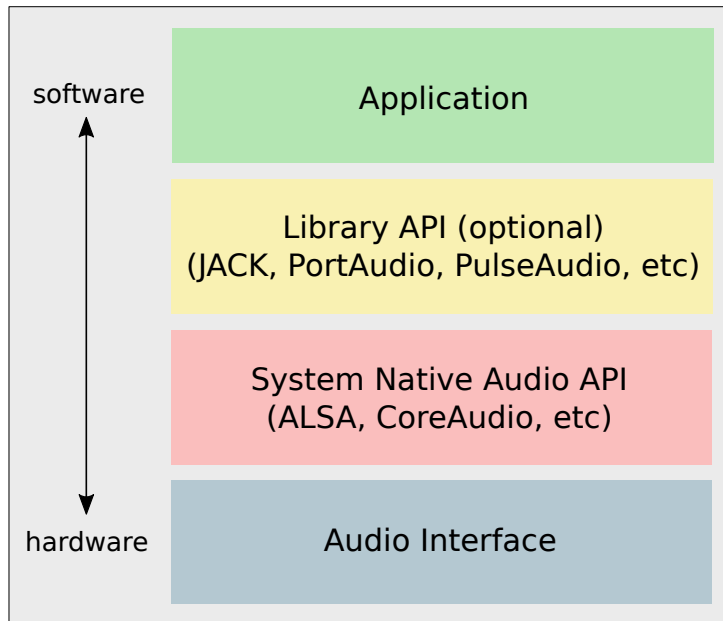 software
Application
Library API (optional)
(JACK, PortAudio, PulseAudio, etc)
System Native Audio API
(ALSA, CoreAudio, etc)
hardware
Audio Interface